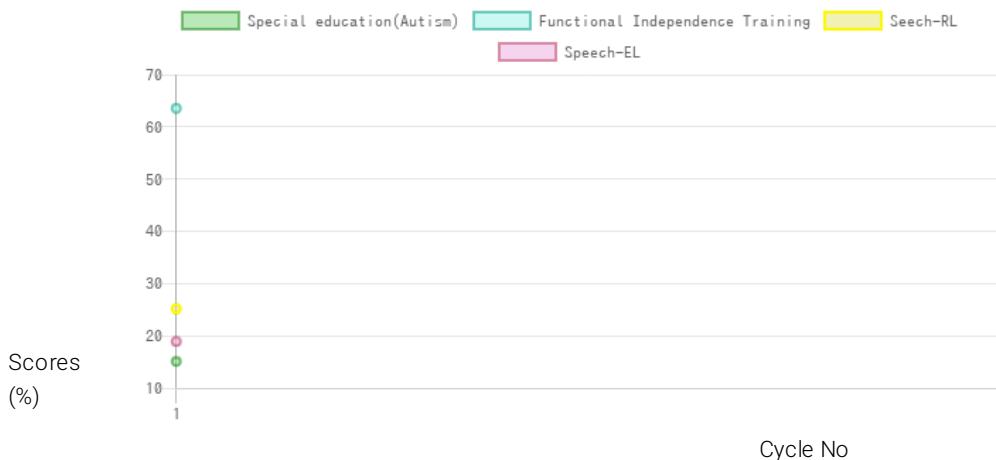 Special education(Autism) Functional Independence Training Seech-RL
Speech-EL
70
60
50
40
30
20
Scores
(%)
10
1
Cycle No